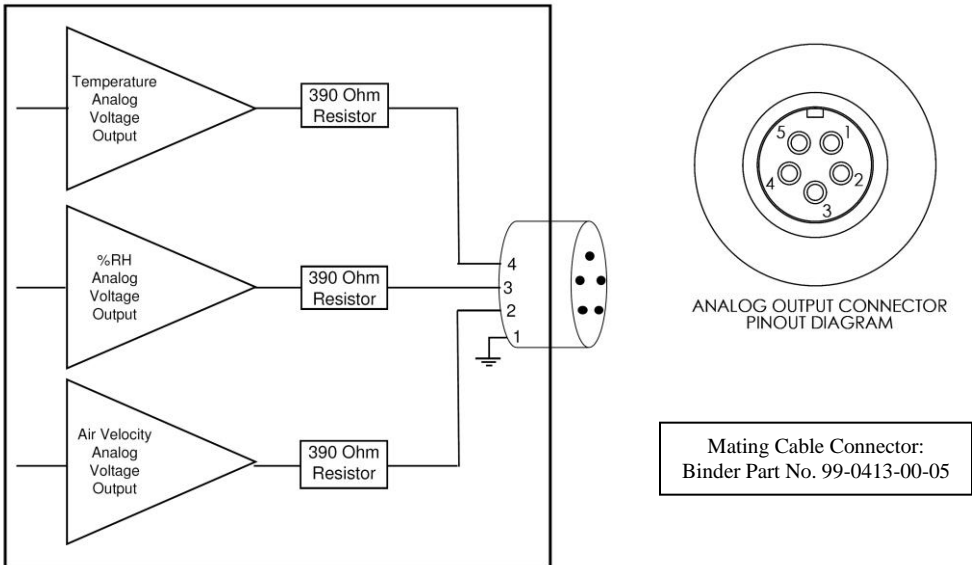 Temperature
Analog
Voltage
Output
390 Ohm
Resistor
%RH
Analog
Voltage
Output
390 Ohm
Resistor
Air Velocity
Analog
Voltage
Output
390 Ohm
Resistor
4
3
2
1
5
1
4
2
3
ANALOG OUTPUT CONNECTOR
PINOUT DIAGRAM
Mating Cable Connector:
Binder Part No. 99-0413-00-05